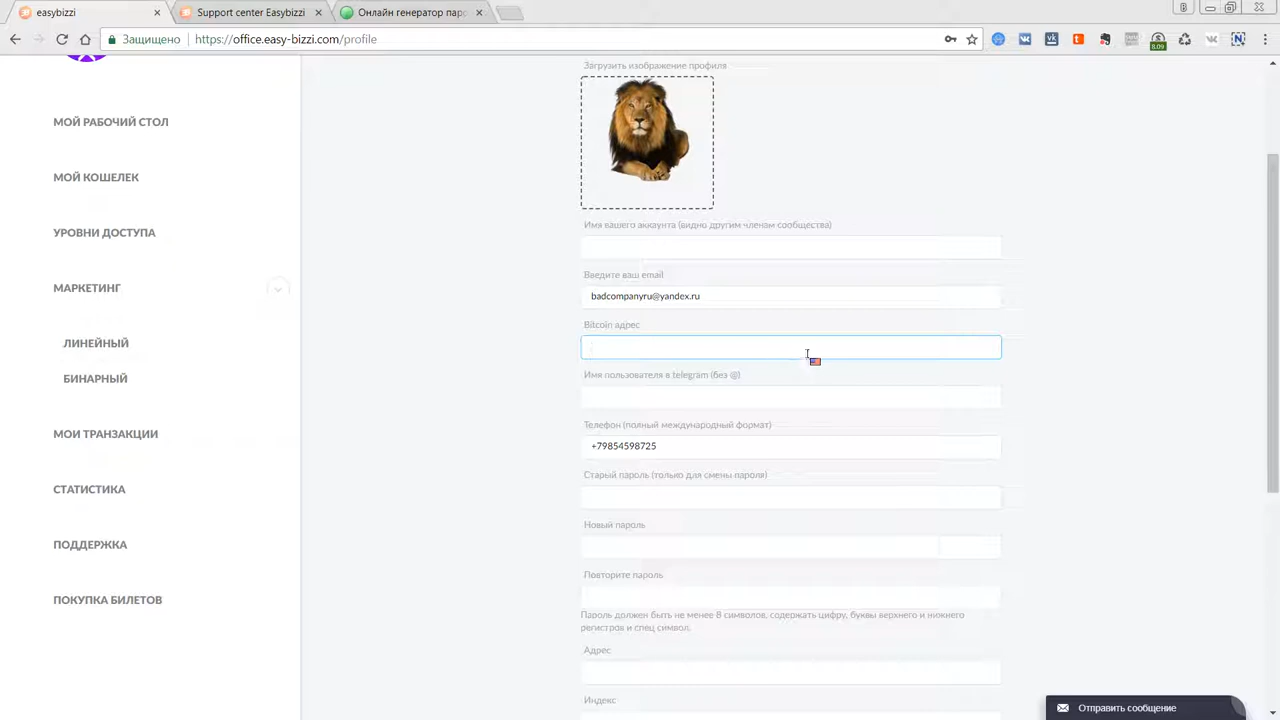 easybizzi
Support center Easybizzi
Онлайн генератор пар
Защищено
https://office.easy-bizzi.com/profile
8.09
МОЙ РАБОЧИЙ СТОЛ
МОЙ КОШЕЛЕК
УРОВНИ ДОСТУПА
МАРКЕТИНГ
ЛИНЕЙНЫЙ
БИНАРНЫЙ
МОИ ТРАНЗАКЦИИ
СТАТИСТИКА
ПОДДЕРЖКА
ПОКУПКА БИЛЕТОВ
Загрузить изображение профиля
Имя вашего аккаунта (видно другим членам сообщества)
Введите ваш email
badcompanyru@yandex.ru
Bitcoin адрес
Имя пользователя в telegram (без @)
Телефон (полный международный формат)
+79854598725
Старый пароль (только для смены пароля)
Новый пароль
Повторите пароль
Пароль должен быть не менее 8 символов, содержать цифру, буквы верхнего и нижнего
регистров и спец символ.
Адрес
Индекс
Отправить сообщение